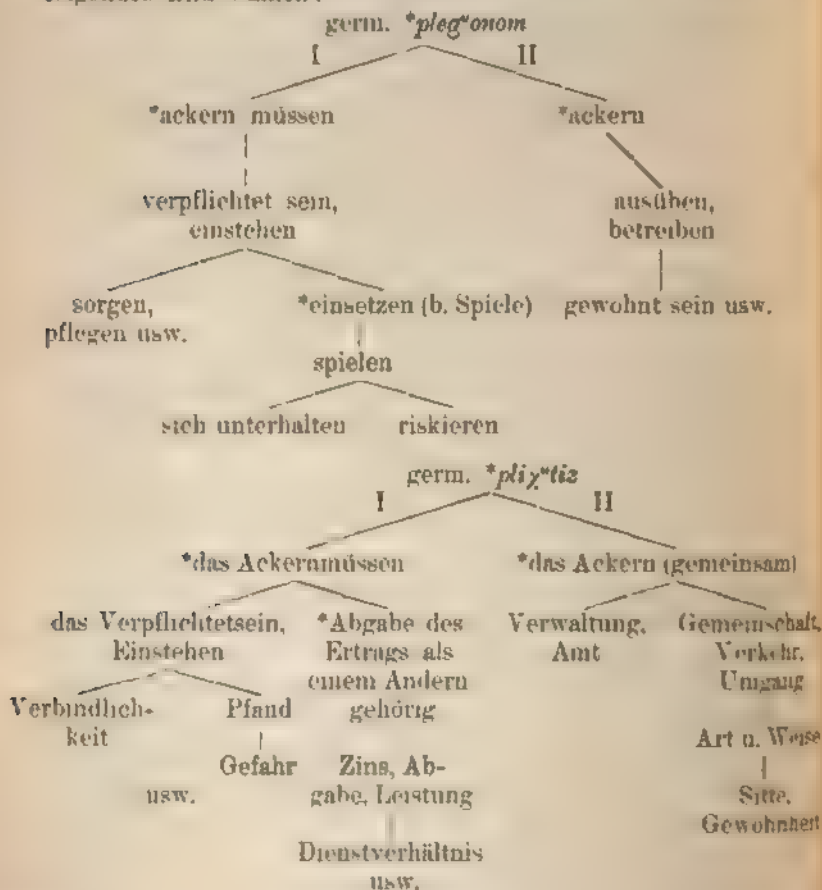 germ. *pleg͏ᵘonom
I II
*ackern müssen *ackern
verpflichtet sein, ausüben,
einstehen betreiben
sorgen, *einsetzen (b. Spiele) gewohnt sein usw.
pflegen usw.
spielen
sich unterhalten riskieren
germ. *pliχᵘtiz
I II
*das Ackernmüssen *das Ackern (gemeinsam)
das Verpflichtetsein, *Abgabe des Verwaltung, Gemeinschaft,
Einstehen Ertrags als Amt Verkehr,
einem Andern Umgang
Verbindlich- Pfand gehörig
keit Art u. Weise
Gefahr Zins, Ab-
usw. gabe, Leistung Sitte,
Gewohnheit
Dienstverhältnis
usw.